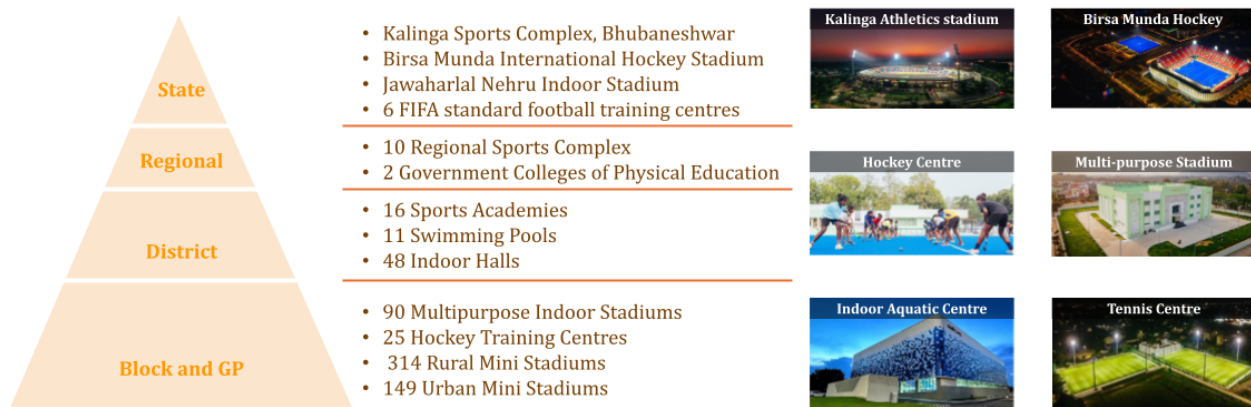 State
• Kalinga Sports Complex, Bhubaneshwar
• Birsa Munda International Hockey Stadium
• Jawaharlal Nehru Indoor Stadium
• 6 FIFA standard football training centres
Regional
• 10 Regional Sports Complex
• 2 Government Colleges of Physical Education
District
• 16 Sports Academies
• 11 Swimming Pools
• 48 Indoor Halls
Block and GP
• 90 Multipurpose Indoor Stadiums
• 25 Hockey Training Centres
• 314 Rural Mini Stadiums
• 149 Urban Mini Stadiums
Kalinga Athletics stadium
Birsa Munda Hockey
Hockey Centre
Multi-purpose Stadium
Indoor Aquatic Centre
Tennis Centre